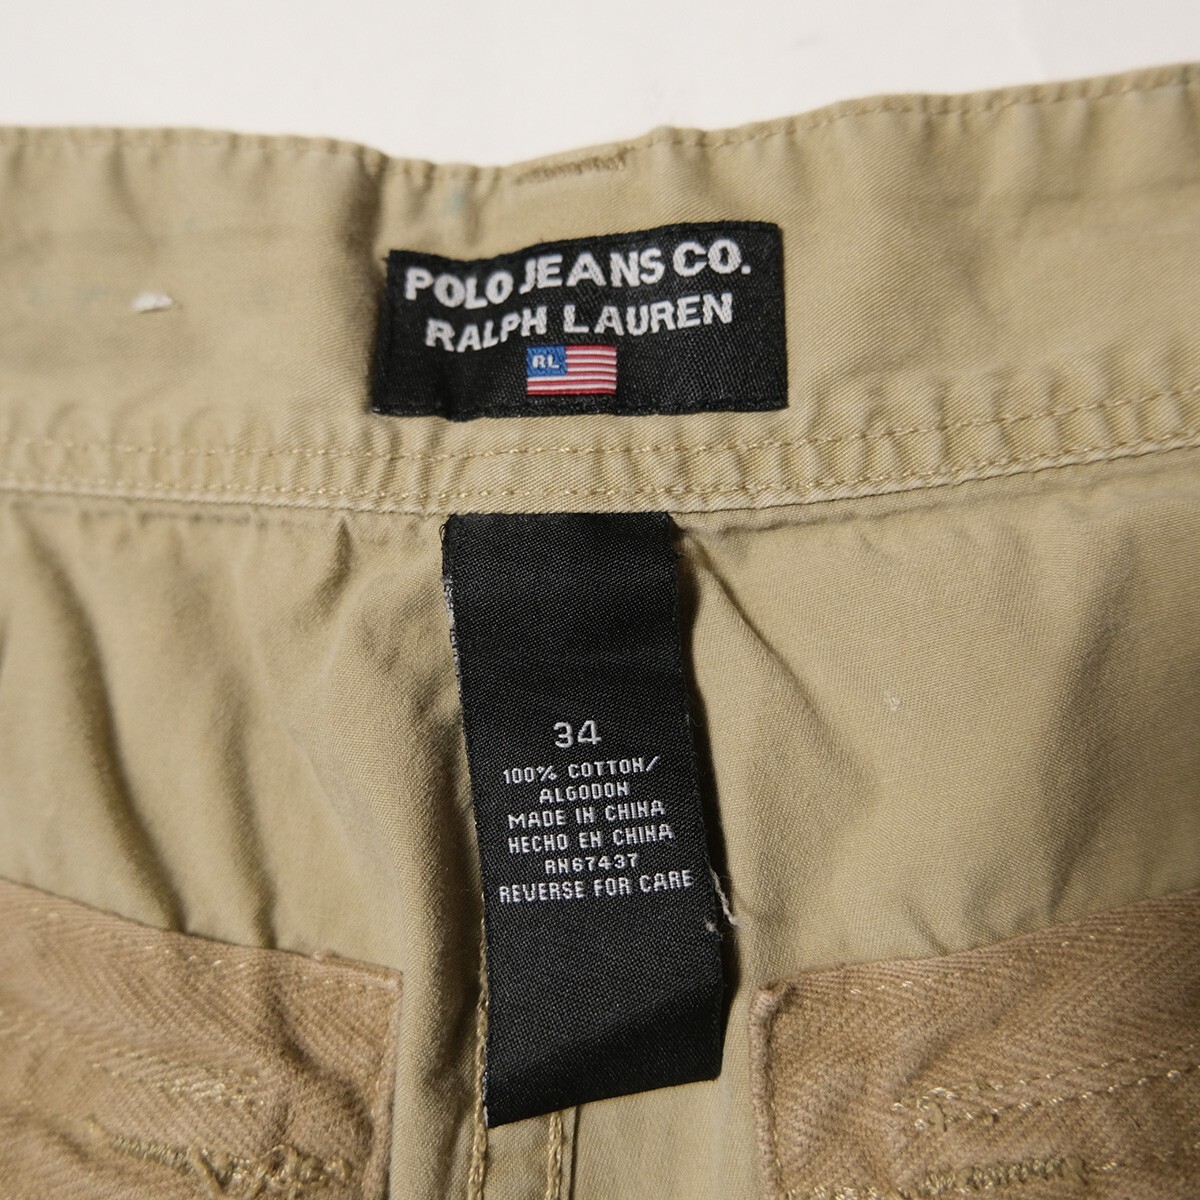 POLO JEANS CO.
RALPH LAUREN
RL
34
100% COTTON/
ALGODON
MADE IN CHINA
HECHO EN CHINA
RN67437
REVERSE FOR CARE